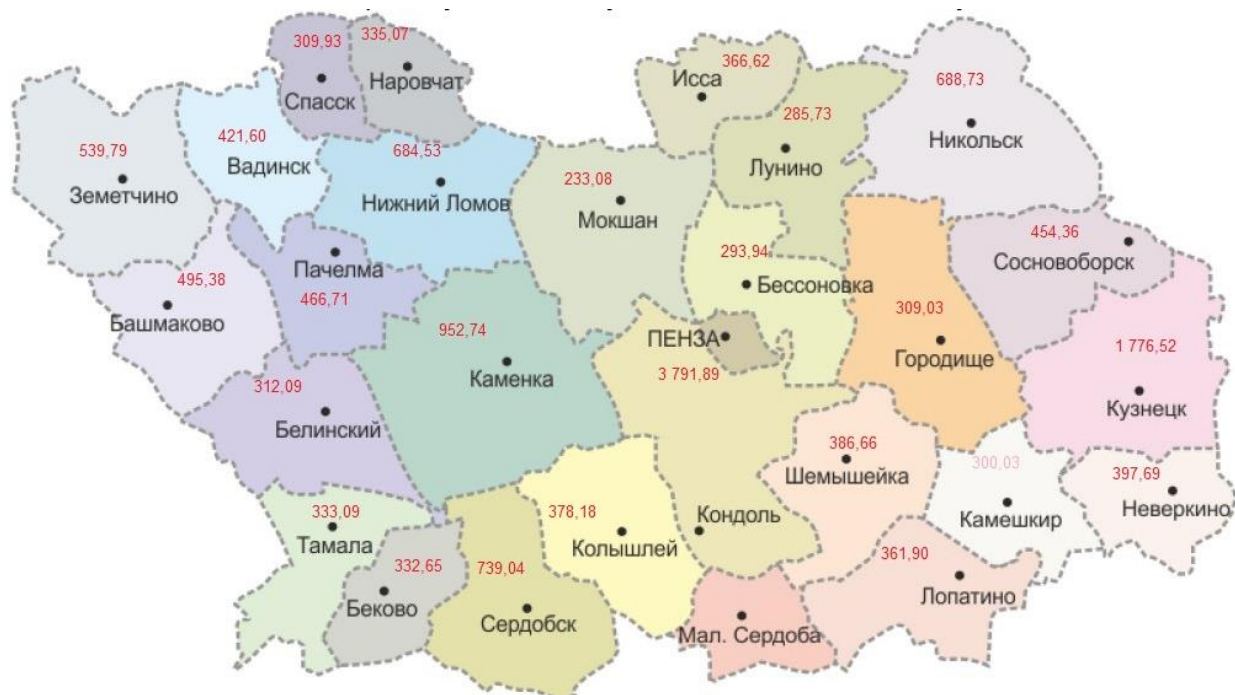 309,93
Спасск
335,07
Наровчат
366,62
Исса
285,73
Лунино
688,73
Никольск
539,79
Земетчино
421,60
Вадинск
684,53
Нижний Ломов
233,08
Мокшан
454,36
Сосновоборск
495,38
Башмаково
Пачелма
466,71
293,94
Бессоновка
309,03
Городище
952,74
Каменка
ПЕНЗА
3 791,89
1 776,52
Кузнецк
312,09
Белинский
386,66
Шемышейка
300,03
Камешкир
397,69
Неверкино
333,09
Тамала
378,18
Колышлей
Кондоль
332,65
Беково
739,04
Сердобск
361,90
Лопатино
Мал. Сердоба